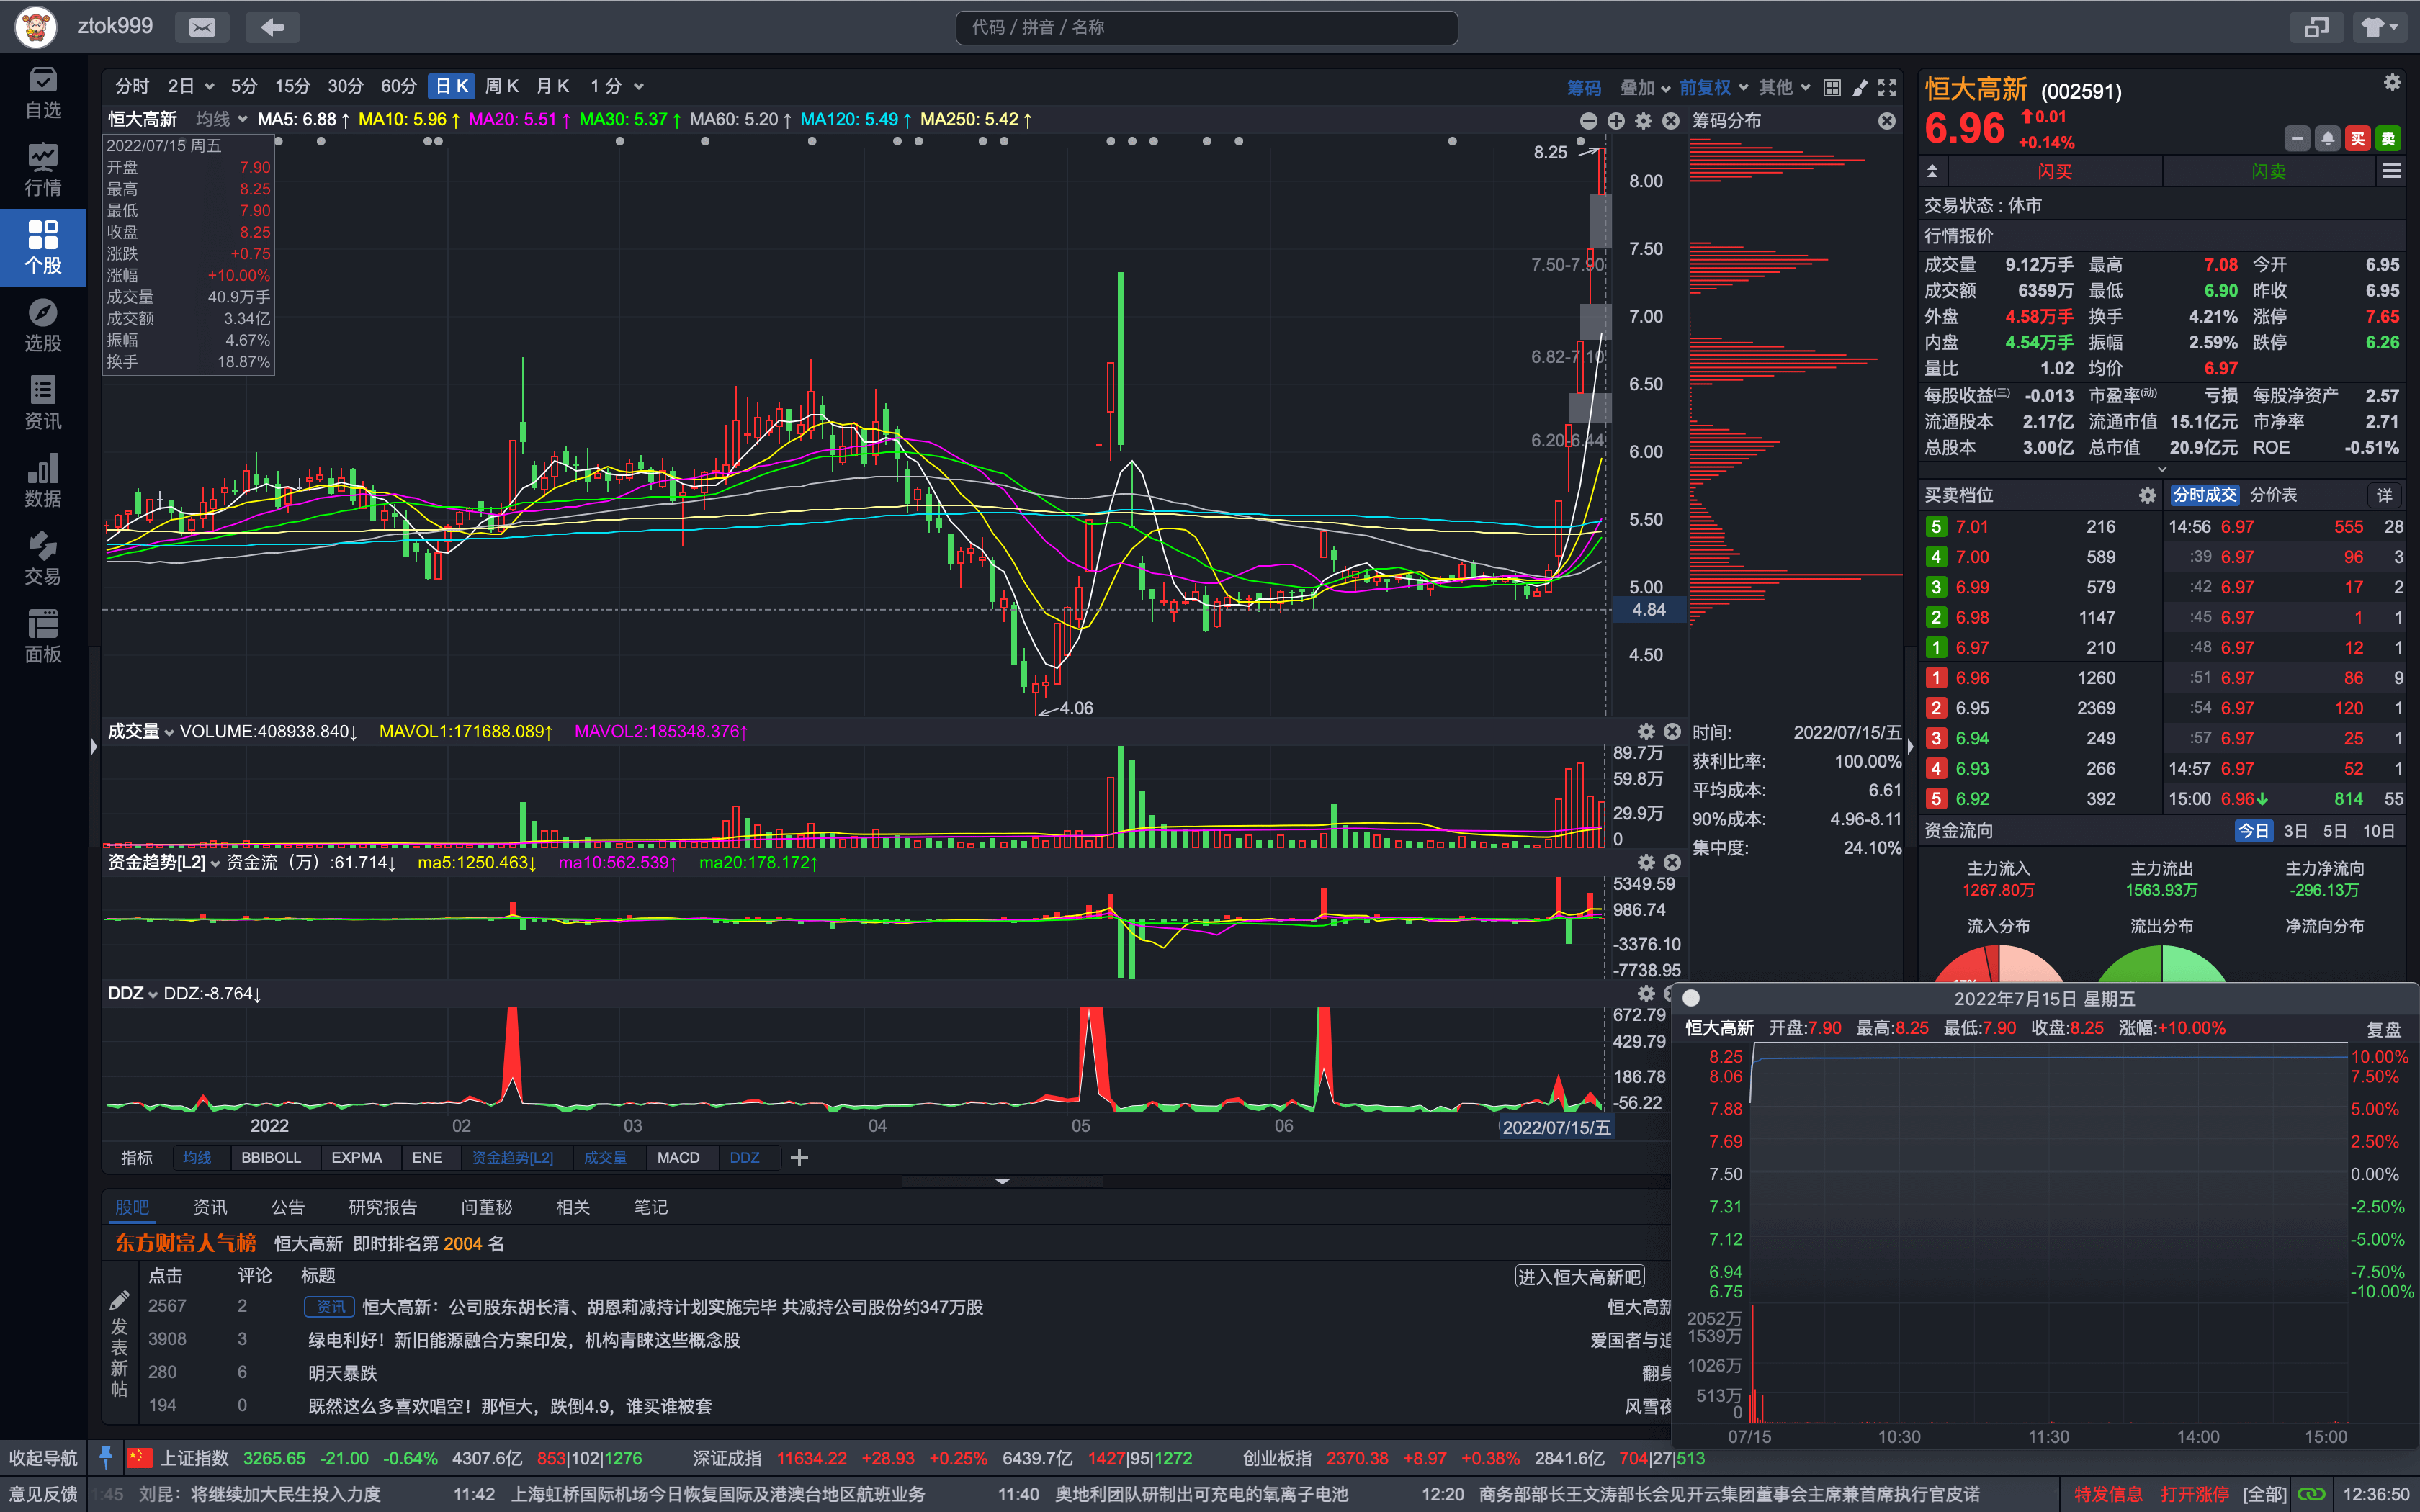 ztok999
代码 / 拼音 / 名称
自选
行情
个股
选股
资讯
数据
交易
面板
分时 2日 5分 15分 30分 60分 日K 周K 月K 1分 筹码 叠加 前复权 其他
恒大高新 均线 MA5: 6.88↑ MA10: 5.96↑ MA20: 5.51↑ MA30: 5.37↑ MA60: 5.20↑ MA120: 5.49↑ MA250: 5.42↑
筹码分布
2022/07/15 周五
开盘 7.90
最高 8.25
最低 7.90
收盘 8.25
涨跌 +0.75
涨幅 +10.00%
成交量 40.9万手
成交额 3.34亿
振幅 4.67%
换手 18.87%
8.25
8.00
7.50
7.50-7.90
7.00
6.82-7.10
6.50
6.20-6.44
6.00
5.50
5.00
4.84
4.50
4.06
成交量 VOLUME:408938.840↓ MAVOL1:171688.089↑ MAVOL2:185348.376↑
89.7万
59.8万
29.9万
0
时间: 2022/07/15/五
获利比率: 100.00%
平均成本: 6.61
90%成本: 4.96-8.11
集中度: 24.10%
资金趋势[L2] 资金流（万）:61.714↓ ma5:1250.463↓ ma10:562.539↑ ma20:178.172↑
5349.59
986.74
-3376.10
-7738.95
DDZ DDZ:-8.764↓
672.79
429.79
186.78
-56.22
2022 02 03 04 05 06 2022/07/15/五
指标 均线 BBIBOLL EXPMA ENE 资金趋势[L2] 成交量 MACD DDZ
股吧 资讯 公告 研究报告 问董秘 相关 笔记
东方财富人气榜 恒大高新 即时排名第 2004 名
点击 评论 标题 进入恒大高新吧
发表新帖
2567 2 资讯 恒大高新：公司股东胡长清、胡恩莉减持计划实施完毕 共减持公司股份约347万股 恒大高新
3908 3 绿电利好！新旧能源融合方案印发，机构青睐这些概念股 爱国者与追
280 6 明天暴跌 翻身
194 0 既然这么多喜欢唱空！那恒大，跌倒4.9，谁买谁被套 风雪夜
恒大高新 (002591)
6.96 0.01
+0.14%
买 卖
闪买 闪卖
交易状态 : 休市
行情报价
成交量 9.12万手 最高 7.08 今开 6.95
成交额 6359万 最低 6.90 昨收 6.95
外盘 4.58万手 换手 4.21% 涨停 7.65
内盘 4.54万手 振幅 2.59% 跌停 6.26
量比 1.02 均价 6.97
每股收益(三) -0.013 市盈率(动) 亏损 每股净资产 2.57
流通股本 2.17亿 流通市值 15.1亿元 市净率 2.71
总股本 3.00亿 总市值 20.9亿元 ROE -0.51%
买卖档位 分时成交 分价表 详
5 7.01 216 14:56 6.97 555 28
4 7.00 589 :39 6.97 96 3
3 6.99 579 :42 6.97 17 2
2 6.98 1147 :45 6.97 1 1
1 6.97 210 :48 6.97 12 1
1 6.96 1260 :51 6.97 86 9
2 6.95 2369 :54 6.97 120 1
3 6.94 249 :57 6.97 25 1
4 6.93 266 14:57 6.97 52 1
5 6.92 392 15:00 6.96↓ 814 55
资金流向 今日 3日 5日 10日
主力流入 主力流出 主力净流向
1267.80万 1563.93万 -296.13万
流入分布 流出分布 净流向分布
2022年7月15日 星期五
恒大高新 开盘:7.90 最高:8.25 最低:7.90 收盘:8.25 涨幅:+10.00% 复盘
8.25 10.00%
8.06 7.50%
7.88 5.00%
7.69 2.50%
7.50 0.00%
7.31 -2.50%
7.12 -5.00%
6.94 -7.50%
6.75 -10.00%
2052万
1539万
1026万
513万
0
07/15 10:30 11:30 14:00 15:00
收起导航 上证指数 3265.65 -21.00 -0.64% 4307.6亿 853|102|1276 深证成指 11634.22 +28.93 +0.25% 6439.7亿 1427|95|1272 创业板指 2370.38 +8.97 +0.38% 2841.6亿 704|27|513
意见反馈 1:45 刘昆：将继续加大民生投入力度 11:42 上海虹桥国际机场今日恢复国际及港澳台地区航班业务 11:40 奥地利团队研制出可充电的氧离子电池 12:20 商务部部长王文涛部长会见开云集团董事会主席兼首席执行官皮诺 特发信息 打开涨停 [全部] 12:36:50